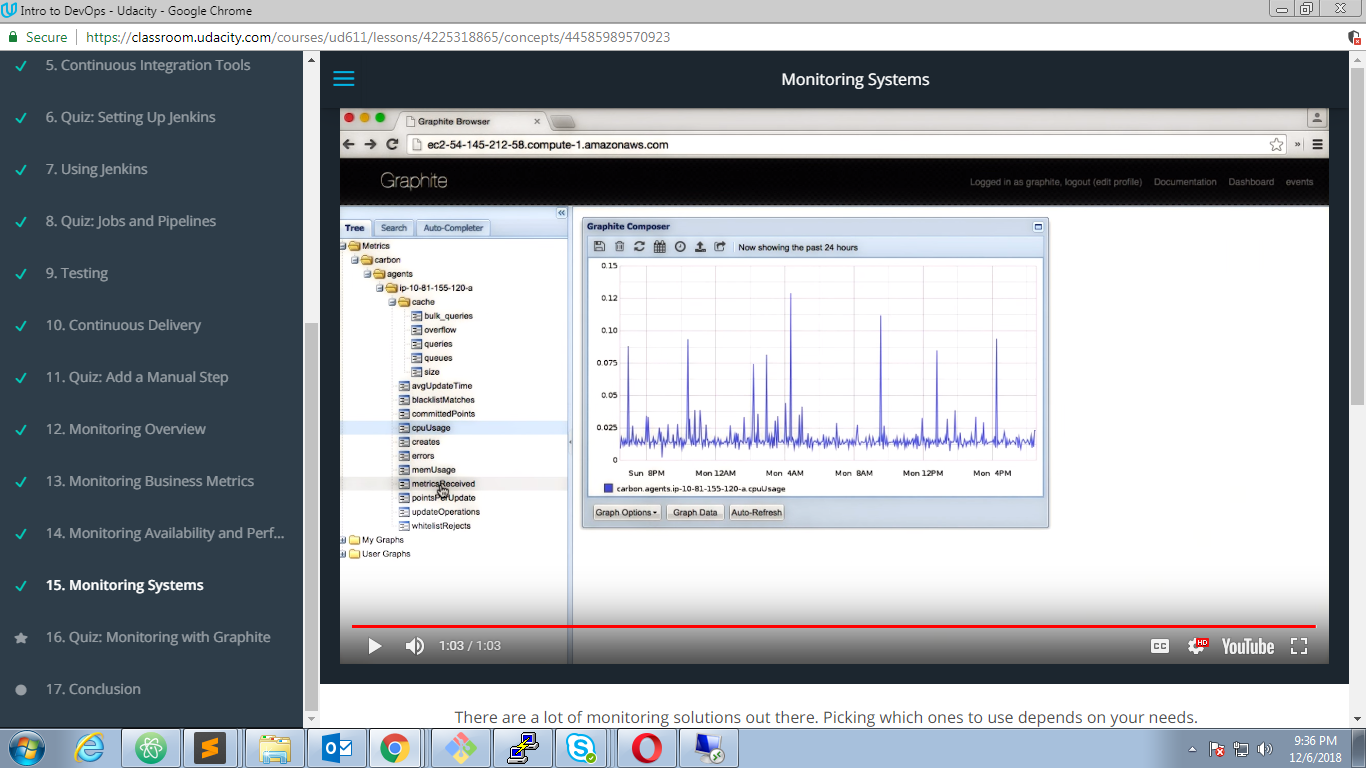 Intro to DevOps - Udacity - Google Chrome
Secure
https://classroom.udacity.com/courses/ud611/lessons/4225318865/concepts/44585989570923
5. Continuous Integration Tools
6. Quiz: Setting Up Jenkins
7. Using Jenkins
8. Quiz: Jobs and Pipelines
9. Testing
10. Continuous Delivery
11. Quiz: Add a Manual Step
12. Monitoring Overview
13. Monitoring Business Metrics
14. Monitoring Availability and Perf...
15. Monitoring Systems
16. Quiz: Monitoring with Graphite
17. Conclusion
Monitoring Systems
Graphite Browser
ec2-54-145-212-58.compute-1.amazonaws.com
Graphite
Logged in as graphite, logout (edit profile) Documentation Dashboard events
Tree Search Auto-Completer
Metrics
carbon
agents
ip-10-81-155-120-a
cache
bulk_queries
overflow
queries
queues
size
avgUpdateTime
blacklistMatches
committedPoints
cpuUsage
creates
errors
memUsage
metricsReceived
pointsPerUpdate
updateOperations
whitelistRejects
My Graphs
User Graphs
Graphite Composer
Now showing the past 24 hours
0.15
0.12
0.10
0.075
0.05
0.025
0
Sun 8PM Mon 12AM Mon 4AM Mon 8AM Mon 12PM Mon 4PM
carbon.agents.ip-10-81-155-120-a.cpuUsage
Graph Options Graph Data Auto-Refresh
1:03 / 1:03
CC
HD
YouTube
There are a lot of monitoring solutions out there. Picking which ones to use depends on your needs.
9:36 PM
12/6/2018